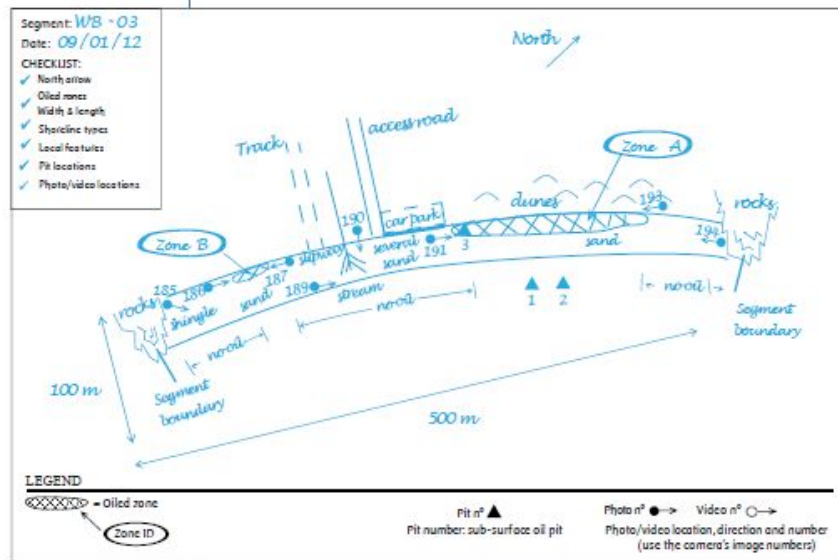 Segment: WB - 03
Date: 09/01/12
CHECKLIST:
✓ North arrow
✓ Oiled zones
Width & length
✓ Shoreline types
✓ Local features
✓ Pit locations
✓ Photo/video locations
North
Track
access road
Zone A
dunes
193
rocks
190
car park
Zone B
slipway
several
sand
191
3
sand
194
187
185
186
189
rocks
shingle
sand
stream
no oil
no oil
no oil
1
2
Segment
boundary
Segment
boundary
100 m
500 m
LEGEND
= Oiled zone
Zone ID
Pit n° ▲
Pit number: sub-surface oil pit
Photo n° ●→ Video n° ○→
Photo/video location, direction and number
(use the camera's image numbers)